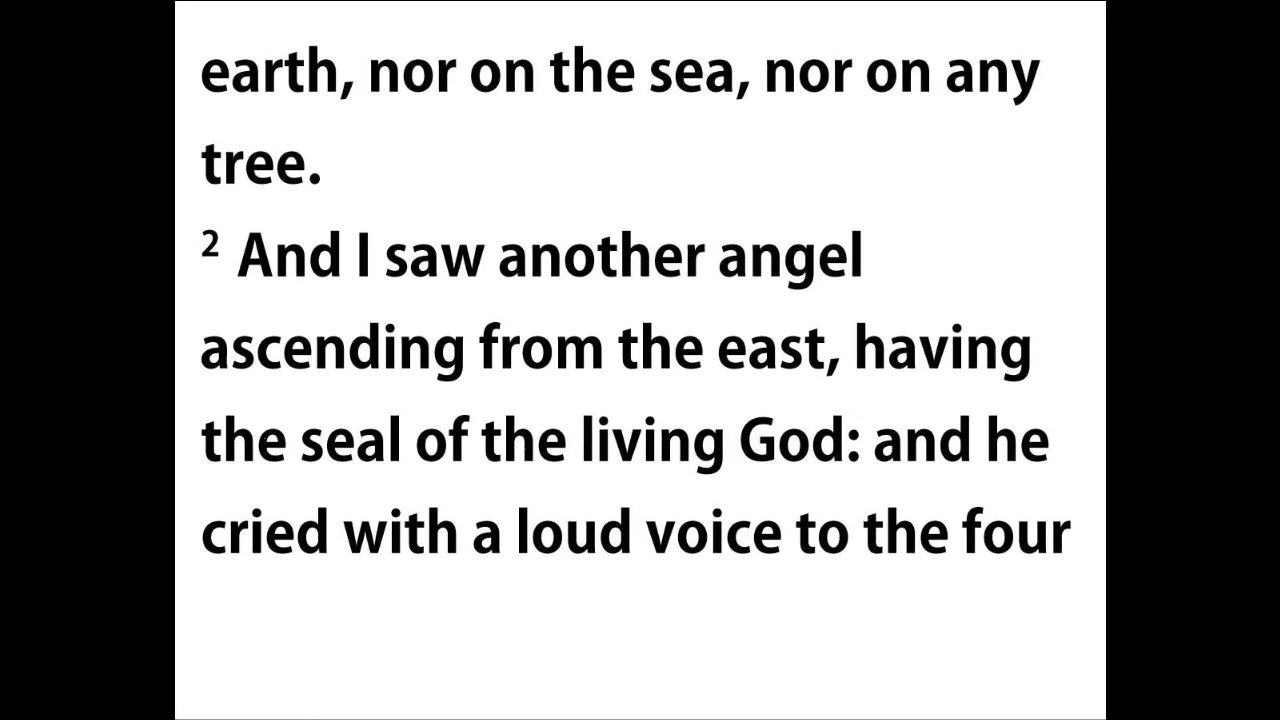 earth, nor on the sea, nor on any
tree.
² And I saw another angel
ascending from the east, having
the seal of the living God: and he
cried with a loud voice to the four